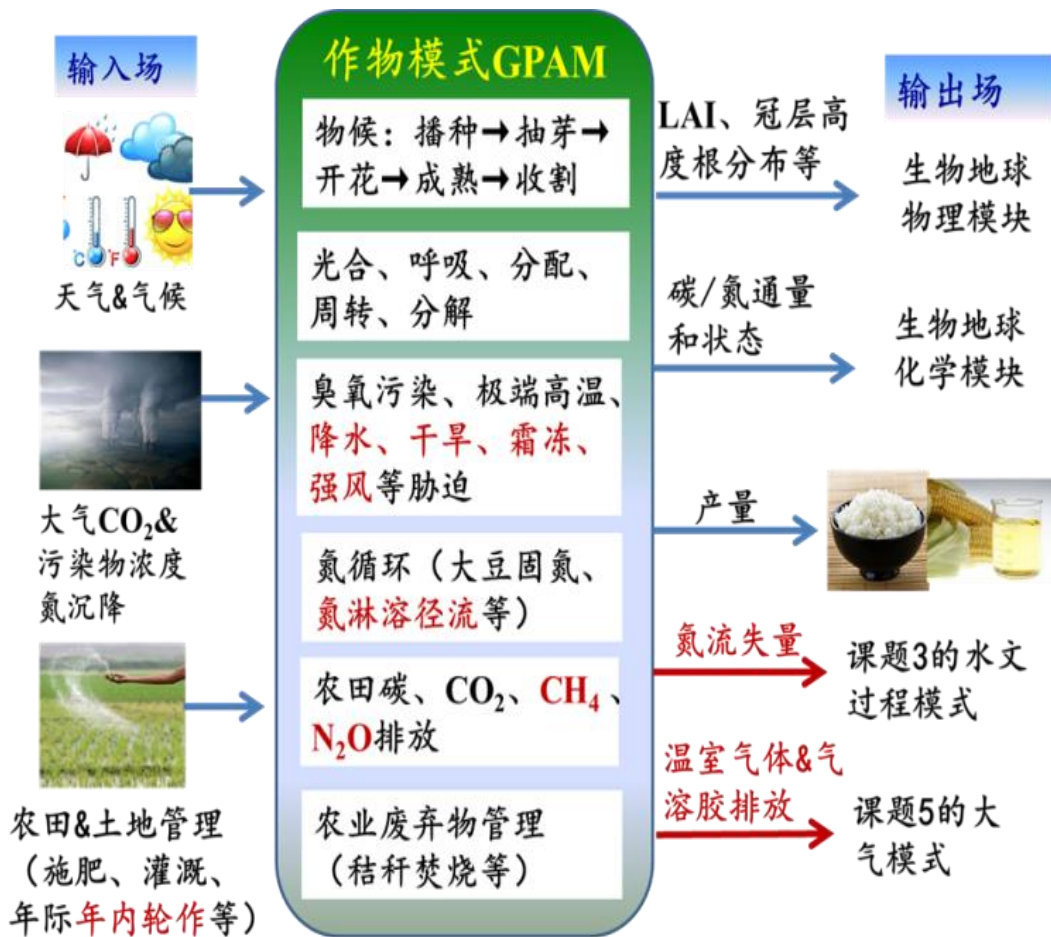 输入场
°C
°F
天气&气候
大气CO₂&
污染物浓度
氮沉降
农田&土地管理
（施肥、灌溉、
年际年内轮作等）
作物模式GPAM
物候：播种→抽芽→
开花→成熟→收割
光合、呼吸、分配、
周转、分解
臭氧污染、极端高温、
降水、干旱、霜冻、
强风等胁迫
氮循环（大豆固氮、
氮淋溶径流等）
农田碳、CO₂、CH₄、
N₂O排放
农业废弃物管理
（秸秆焚烧等）
LAI、冠层高
度根分布等
碳/氮通量
和状态
产量
氮流失量
温室气体&气
溶胶排放
输出场
生物地球
物理模块
生物地球
化学模块
课题3的水文
过程模式
课题5的大
气模式